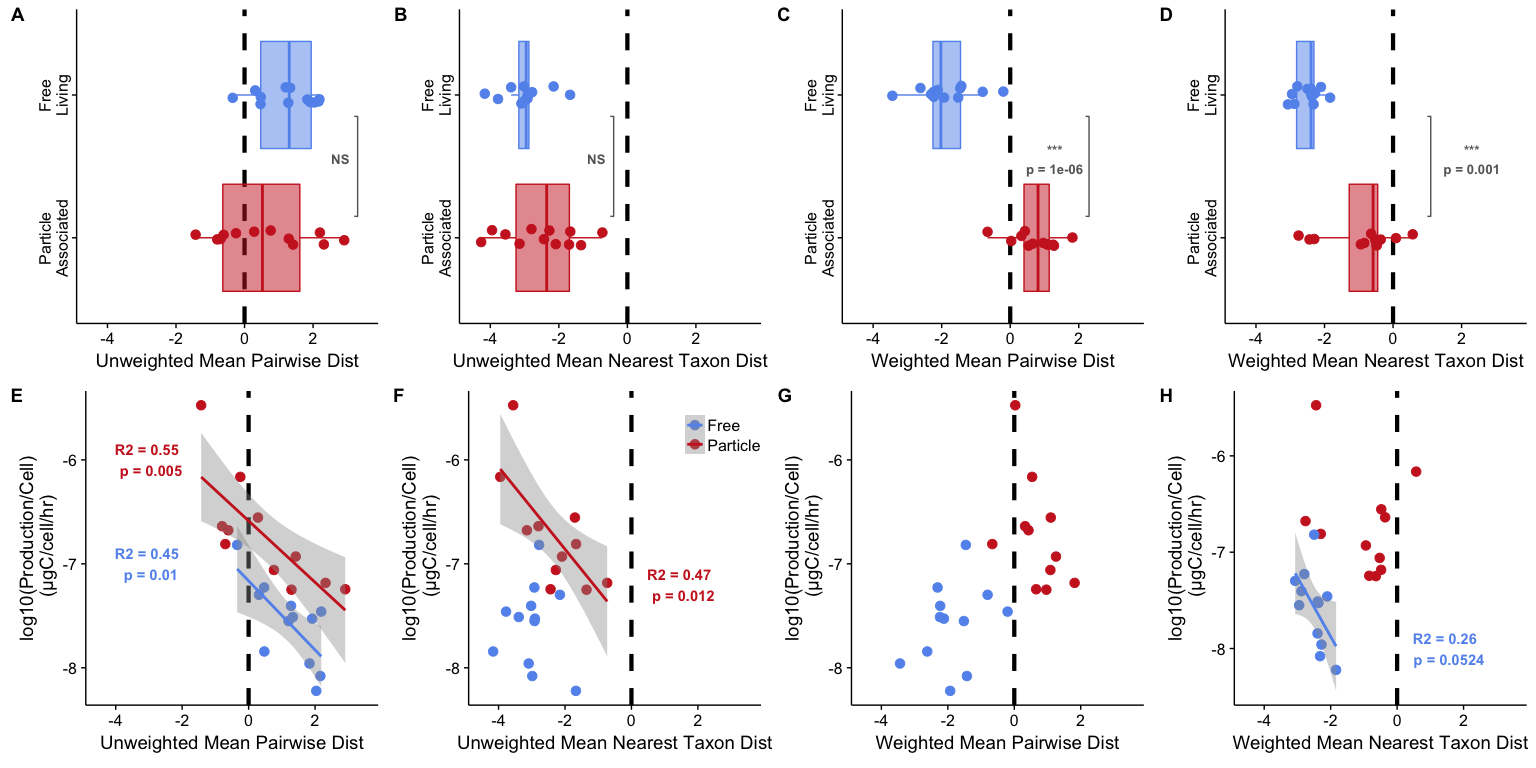 A
Free
Living
Particle
Associated
NS
-4 -2 0 2
Unweighted Mean Pairwise Dist
B
Free
Living
Particle
Associated
NS
-4 -2 0 2
Unweighted Mean Nearest Taxon Dist
C
Free
Living
Particle
Associated
***
p = 1e-06
-4 -2 0 2
Weighted Mean Pairwise Dist
D
Free
Living
Particle
Associated
***
p = 0.001
-4 -2 0 2
Weighted Mean Nearest Taxon Dist
E
log10(Production/Cell)
(μgC/cell/hr)
-6
-7
-8
R2 = 0.55
p = 0.005
R2 = 0.45
p = 0.01
-4 -2 0 2
Unweighted Mean Pairwise Dist
F
log10(Production/Cell)
(μgC/cell/hr)
-6
-7
-8
Free
Particle
R2 = 0.47
p = 0.012
-4 -2 0 2
Unweighted Mean Nearest Taxon Dist
G
log10(Production/Cell)
(μgC/cell/hr)
-6
-7
-8
-4 -2 0 2
Weighted Mean Pairwise Dist
H
log10(Production/Cell)
(μgC/cell/hr)
-6
-7
-8
R2 = 0.26
p = 0.0524
-4 -2 0 2
Weighted Mean Nearest Taxon Dist